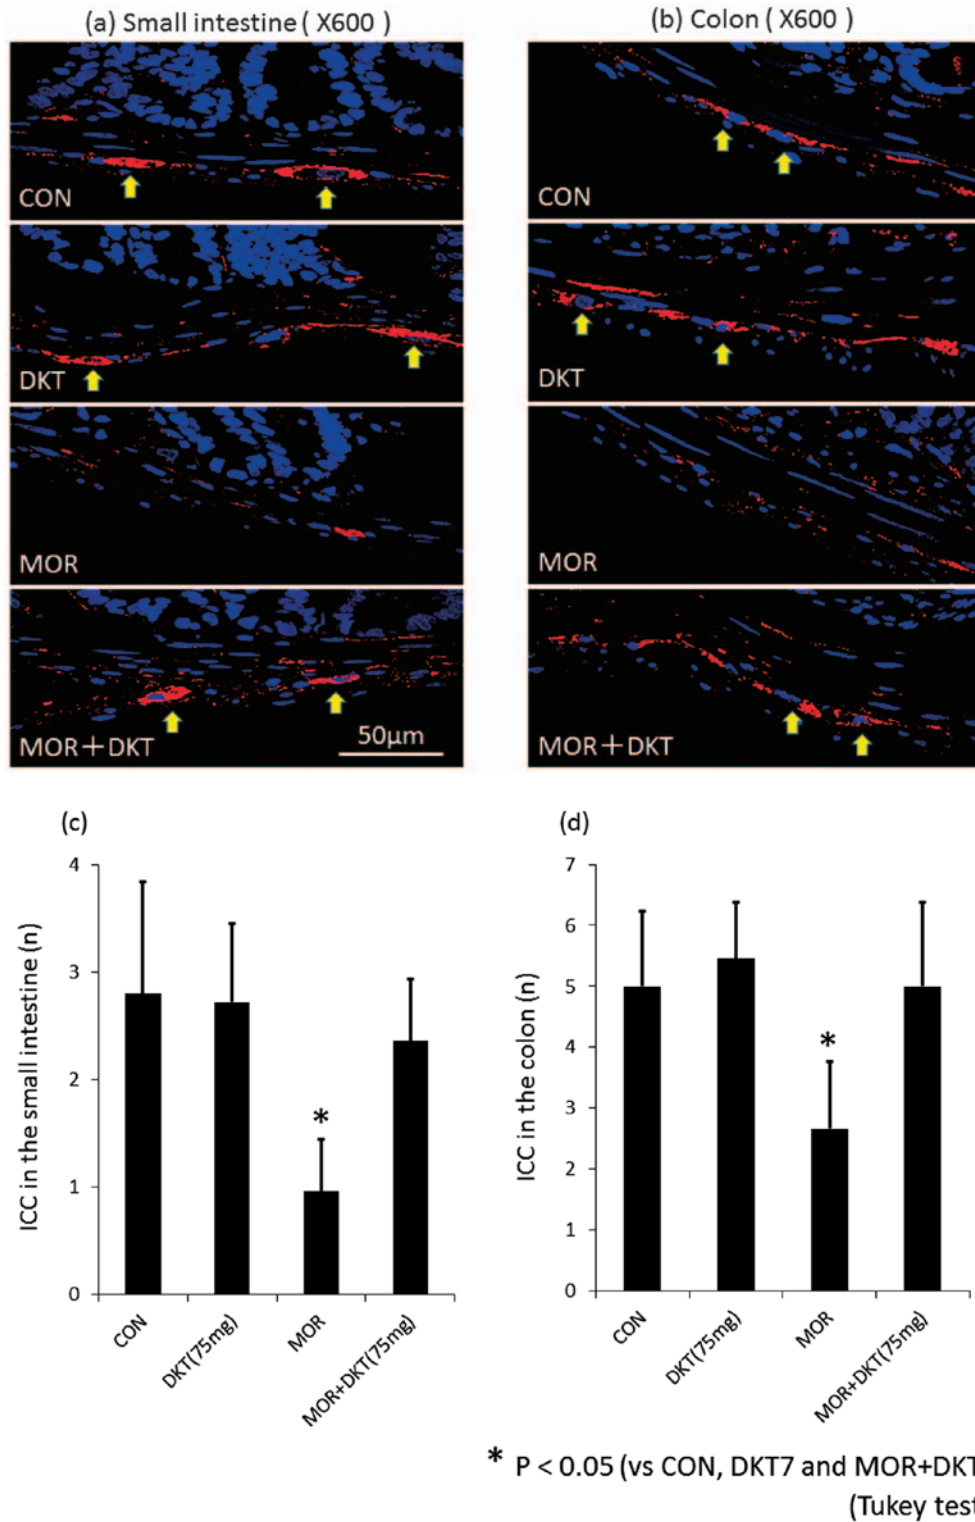 (a) Small intestine ( X600 )
(b) Colon ( X600 )
CON
DKT
MOR
MOR+DKT
50μm
CON
DKT
MOR
MOR+DKT
(c)
ICC in the small intestine (n)
4
3
2
1
0
*
CON
DKT(75mg)
MOR
MOR+DKT(75mg)
(d)
ICC in the colon (n)
7
6
5
4
3
2
1
0
*
CON
DKT(75mg)
MOR
MOR+DKT(75mg)
* P < 0.05 (vs CON, DKT7 and MOR+DKT
(Tukey test